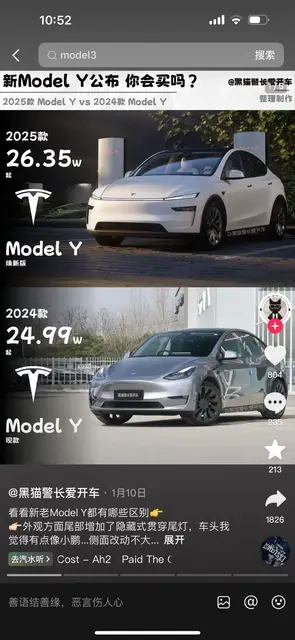 10:52
model3
搜索
新Model Y公布 你会买吗？
@黑猫警长爱开车
整理制作
2025款 Model Y vs 2024款 Model Y
2025款
26.35W
起
Model Y
焕新版
@黑猫警长爱开车
2024款
24.99W
起
Model Y
现款
804
235
213
1826
@黑猫警长爱开车 · 1月10日
看看新老Model Y都有哪些区别👉
👉外观方面尾部增加了隐藏式贯穿尾灯，车头我
觉得有点像小鹏...侧面改动不大... 展开
去汽水听 > Cost - Ah2 Paid The C
善语结善缘，恶言伤人心